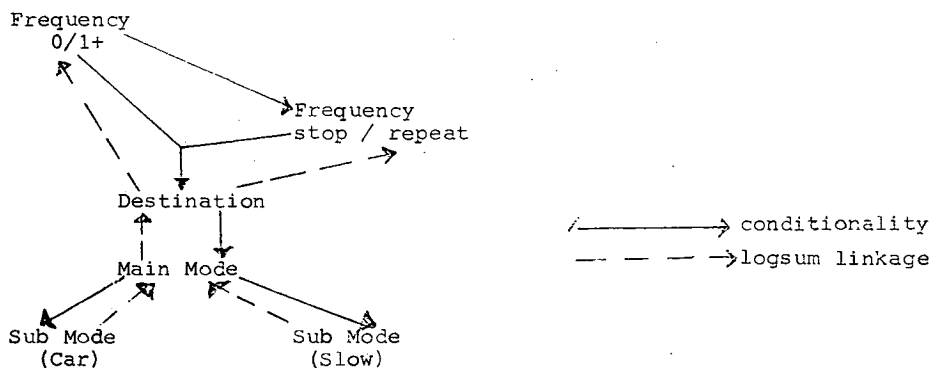 Frequency
0/1+
Frequency
stop / repeat
Destination
conditionality
logsum linkage
Main Mode
Sub Mode
(Car)
Sub Mode
(Slow)